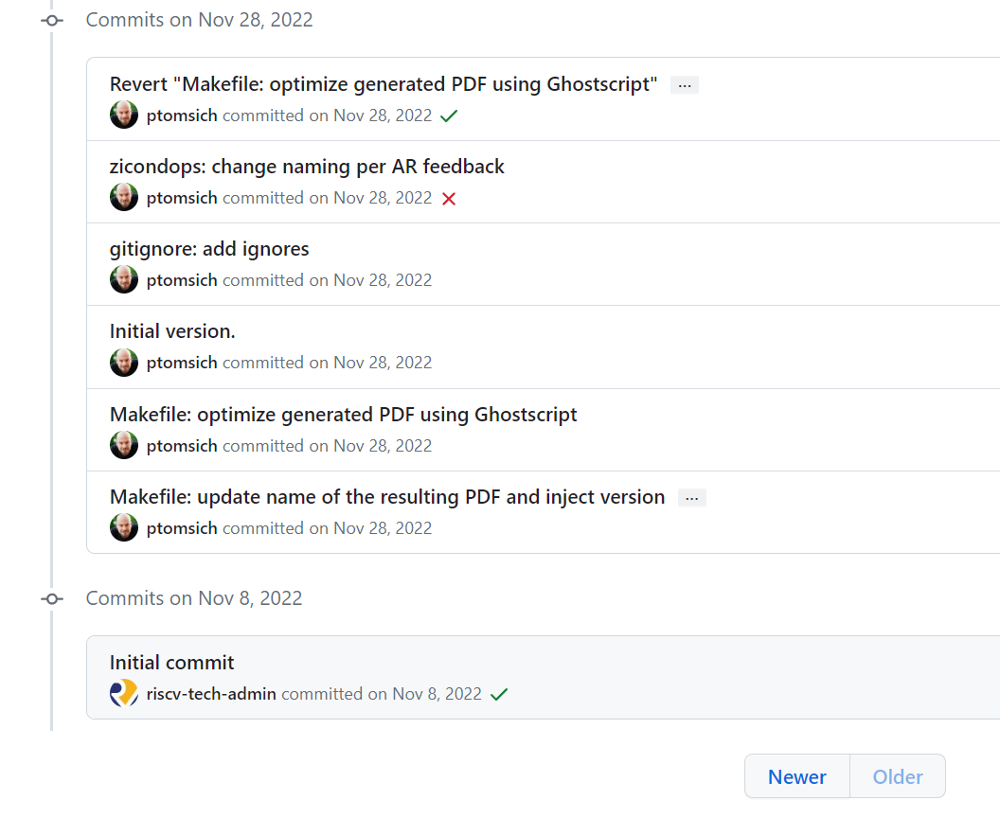 Commits on Nov 28, 2022
Revert "Makefile: optimize generated PDF using Ghostscript" ...
ptomsich committed on Nov 28, 2022
zicondops: change naming per AR feedback
ptomsich committed on Nov 28, 2022
gitignore: add ignores
ptomsich committed on Nov 28, 2022
Initial version.
ptomsich committed on Nov 28, 2022
Makefile: optimize generated PDF using Ghostscript
ptomsich committed on Nov 28, 2022
Makefile: update name of the resulting PDF and inject version ...
ptomsich committed on Nov 28, 2022
Commits on Nov 8, 2022
Initial commit
riscv-tech-admin committed on Nov 8, 2022
Newer Older